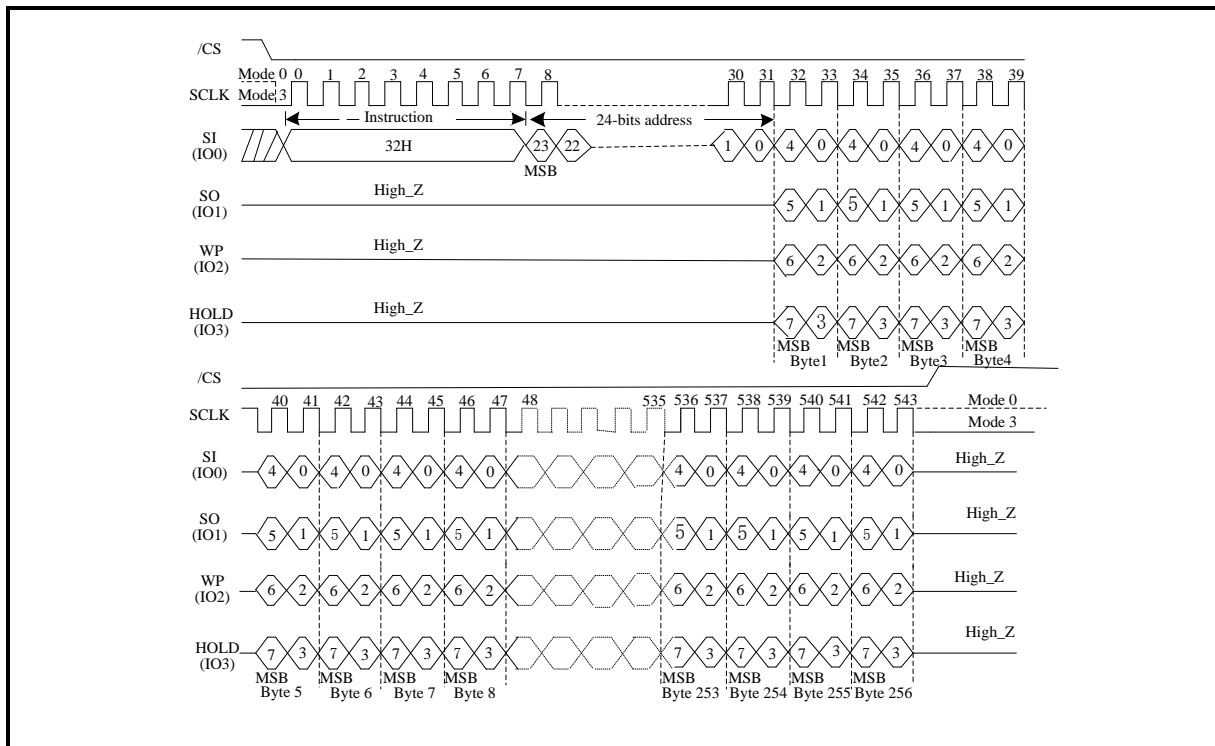 /CS
Mode 0 0 1 2 3 4 5 6 7 8 30 31 32 33 34 35 36 37 38 39
SCLK Mode 3
Instruction 24-bits address
SI
(IO0) 32H 23 22 1 0 4 0 4 0 4 0 4 0
MSB
SO
(IO1) High_Z 5 1 5 1 5 1 5 1
WP
(IO2) High_Z 6 2 6 2 6 2 6 2
HOLD
(IO3) High_Z 7 3 7 3 7 3 7 3
MSB MSB MSB MSB
Byte1 Byte2 Byte3 Byte4
/CS
SCLK 40 41 42 43 44 45 46 47 48 535 536 537 538 539 540 541 542 543 Mode 0
Mode 3
SI
(IO0) 4 0 4 0 4 0 4 0 4 0 4 0 4 0 4 0 High_Z
SO
(IO1) 5 1 5 1 5 1 5 1 5 1 5 1 5 1 5 1 High_Z
WP
(IO2) 6 2 6 2 6 2 6 2 6 2 6 2 6 2 6 2 High_Z
HOLD
(IO3) 7 3 7 3 7 3 7 3 7 3 7 3 7 3 7 3 High_Z
MSB MSB MSB MSB MSB MSB MSB MSB
Byte 5 Byte 6 Byte 7 Byte 8 Byte 253 Byte 254 Byte 255 Byte 256